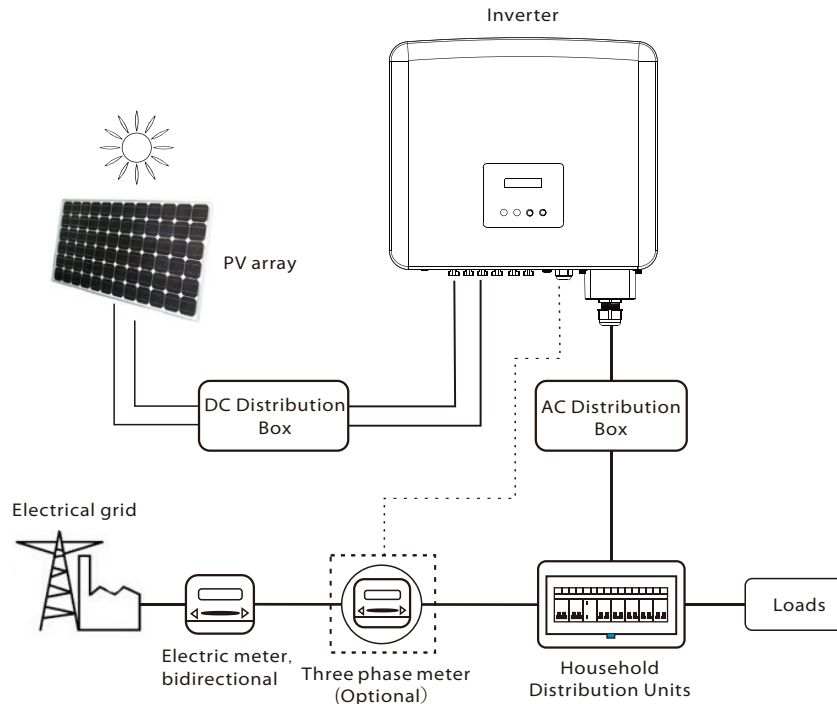 Inverter
PV array
DC Distribution
Box
AC Distribution
Box
Electrical grid
Electric meter,
bidirectional
Three phase meter
(Optional）
Household
Distribution Units
Loads